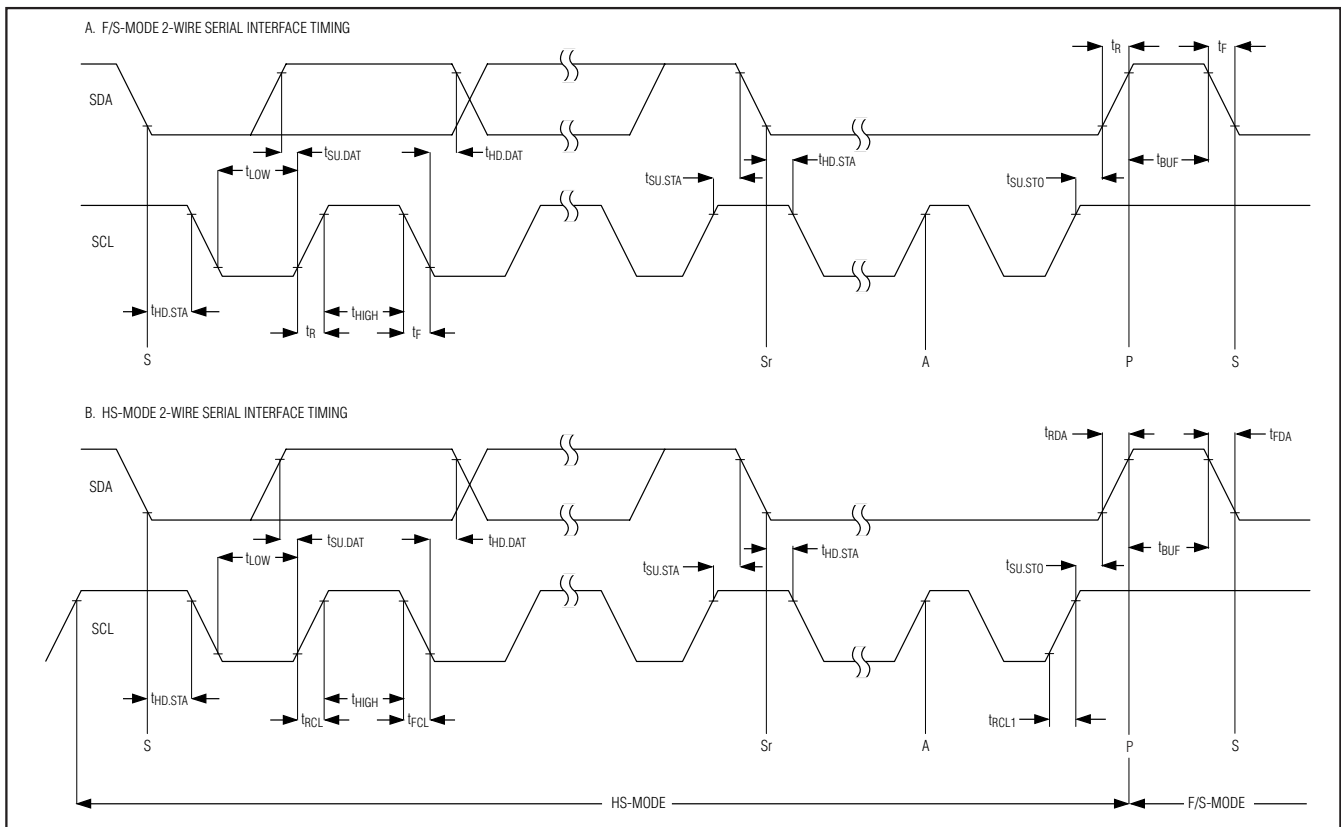 A. F/S-MODE 2-WIRE SERIAL INTERFACE TIMING
tR
tF
SDA
tSU.DAT
tHD.DAT
tLOW
tSU.STA
tHD.STA
tSU.STO
tBUF
SCL
tHD.STA
tR
tHIGH
tF
S
Sr
A
P
S
B. HS-MODE 2-WIRE SERIAL INTERFACE TIMING
tRDA
tFDA
SDA
tSU.DAT
tHD.DAT
tLOW
tSU.STA
tHD.STA
tSU.STO
tBUF
SCL
tHD.STA
tRCL
tHIGH
tFCL
tRCL1
S
Sr
A
P
S
HS-MODE
F/S-MODE